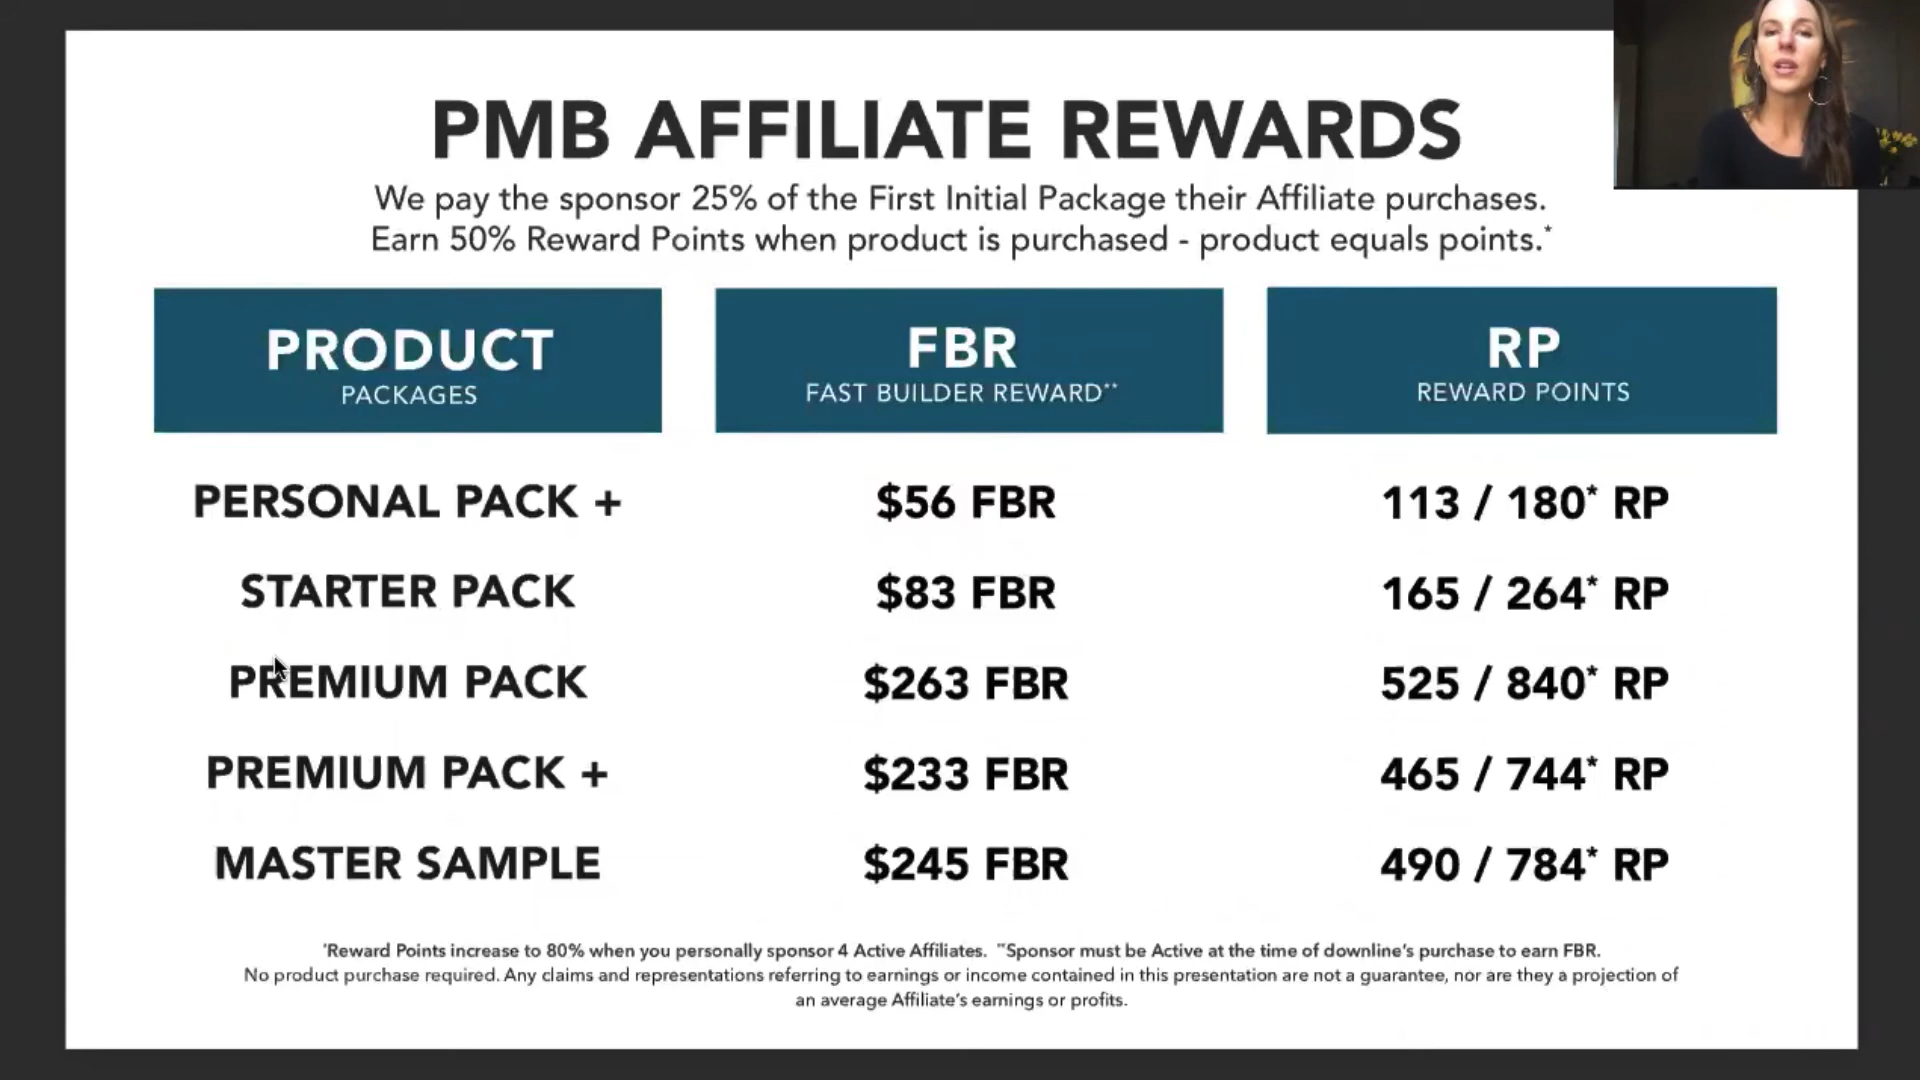 PMB AFFILIATE REWARDS
We pay the sponsor 25% of the First Initial Package their Affiliate purchases.
Earn 50% Reward Points when product is purchased - product equals points.*
PRODUCT
PACKAGES
FBR
FAST BUILDER REWARD**
RP
REWARD POINTS
PERSONAL PACK + $56 FBR 113 / 180* RP
STARTER PACK $83 FBR 165 / 264* RP
PREMIUM PACK $263 FBR 525 / 840* RP
PREMIUM PACK + $233 FBR 465 / 744* RP
MASTER SAMPLE $245 FBR 490 / 784* RP
*Reward Points increase to 80% when you personally sponsor 4 Active Affiliates. **Sponsor must be Active at the time of downline's purchase to earn FBR.
No product purchase required. Any claims and representations referring to earnings or income contained in this presentation are not a guarantee, nor are they a projection of
an average Affiliate's earnings or profits.